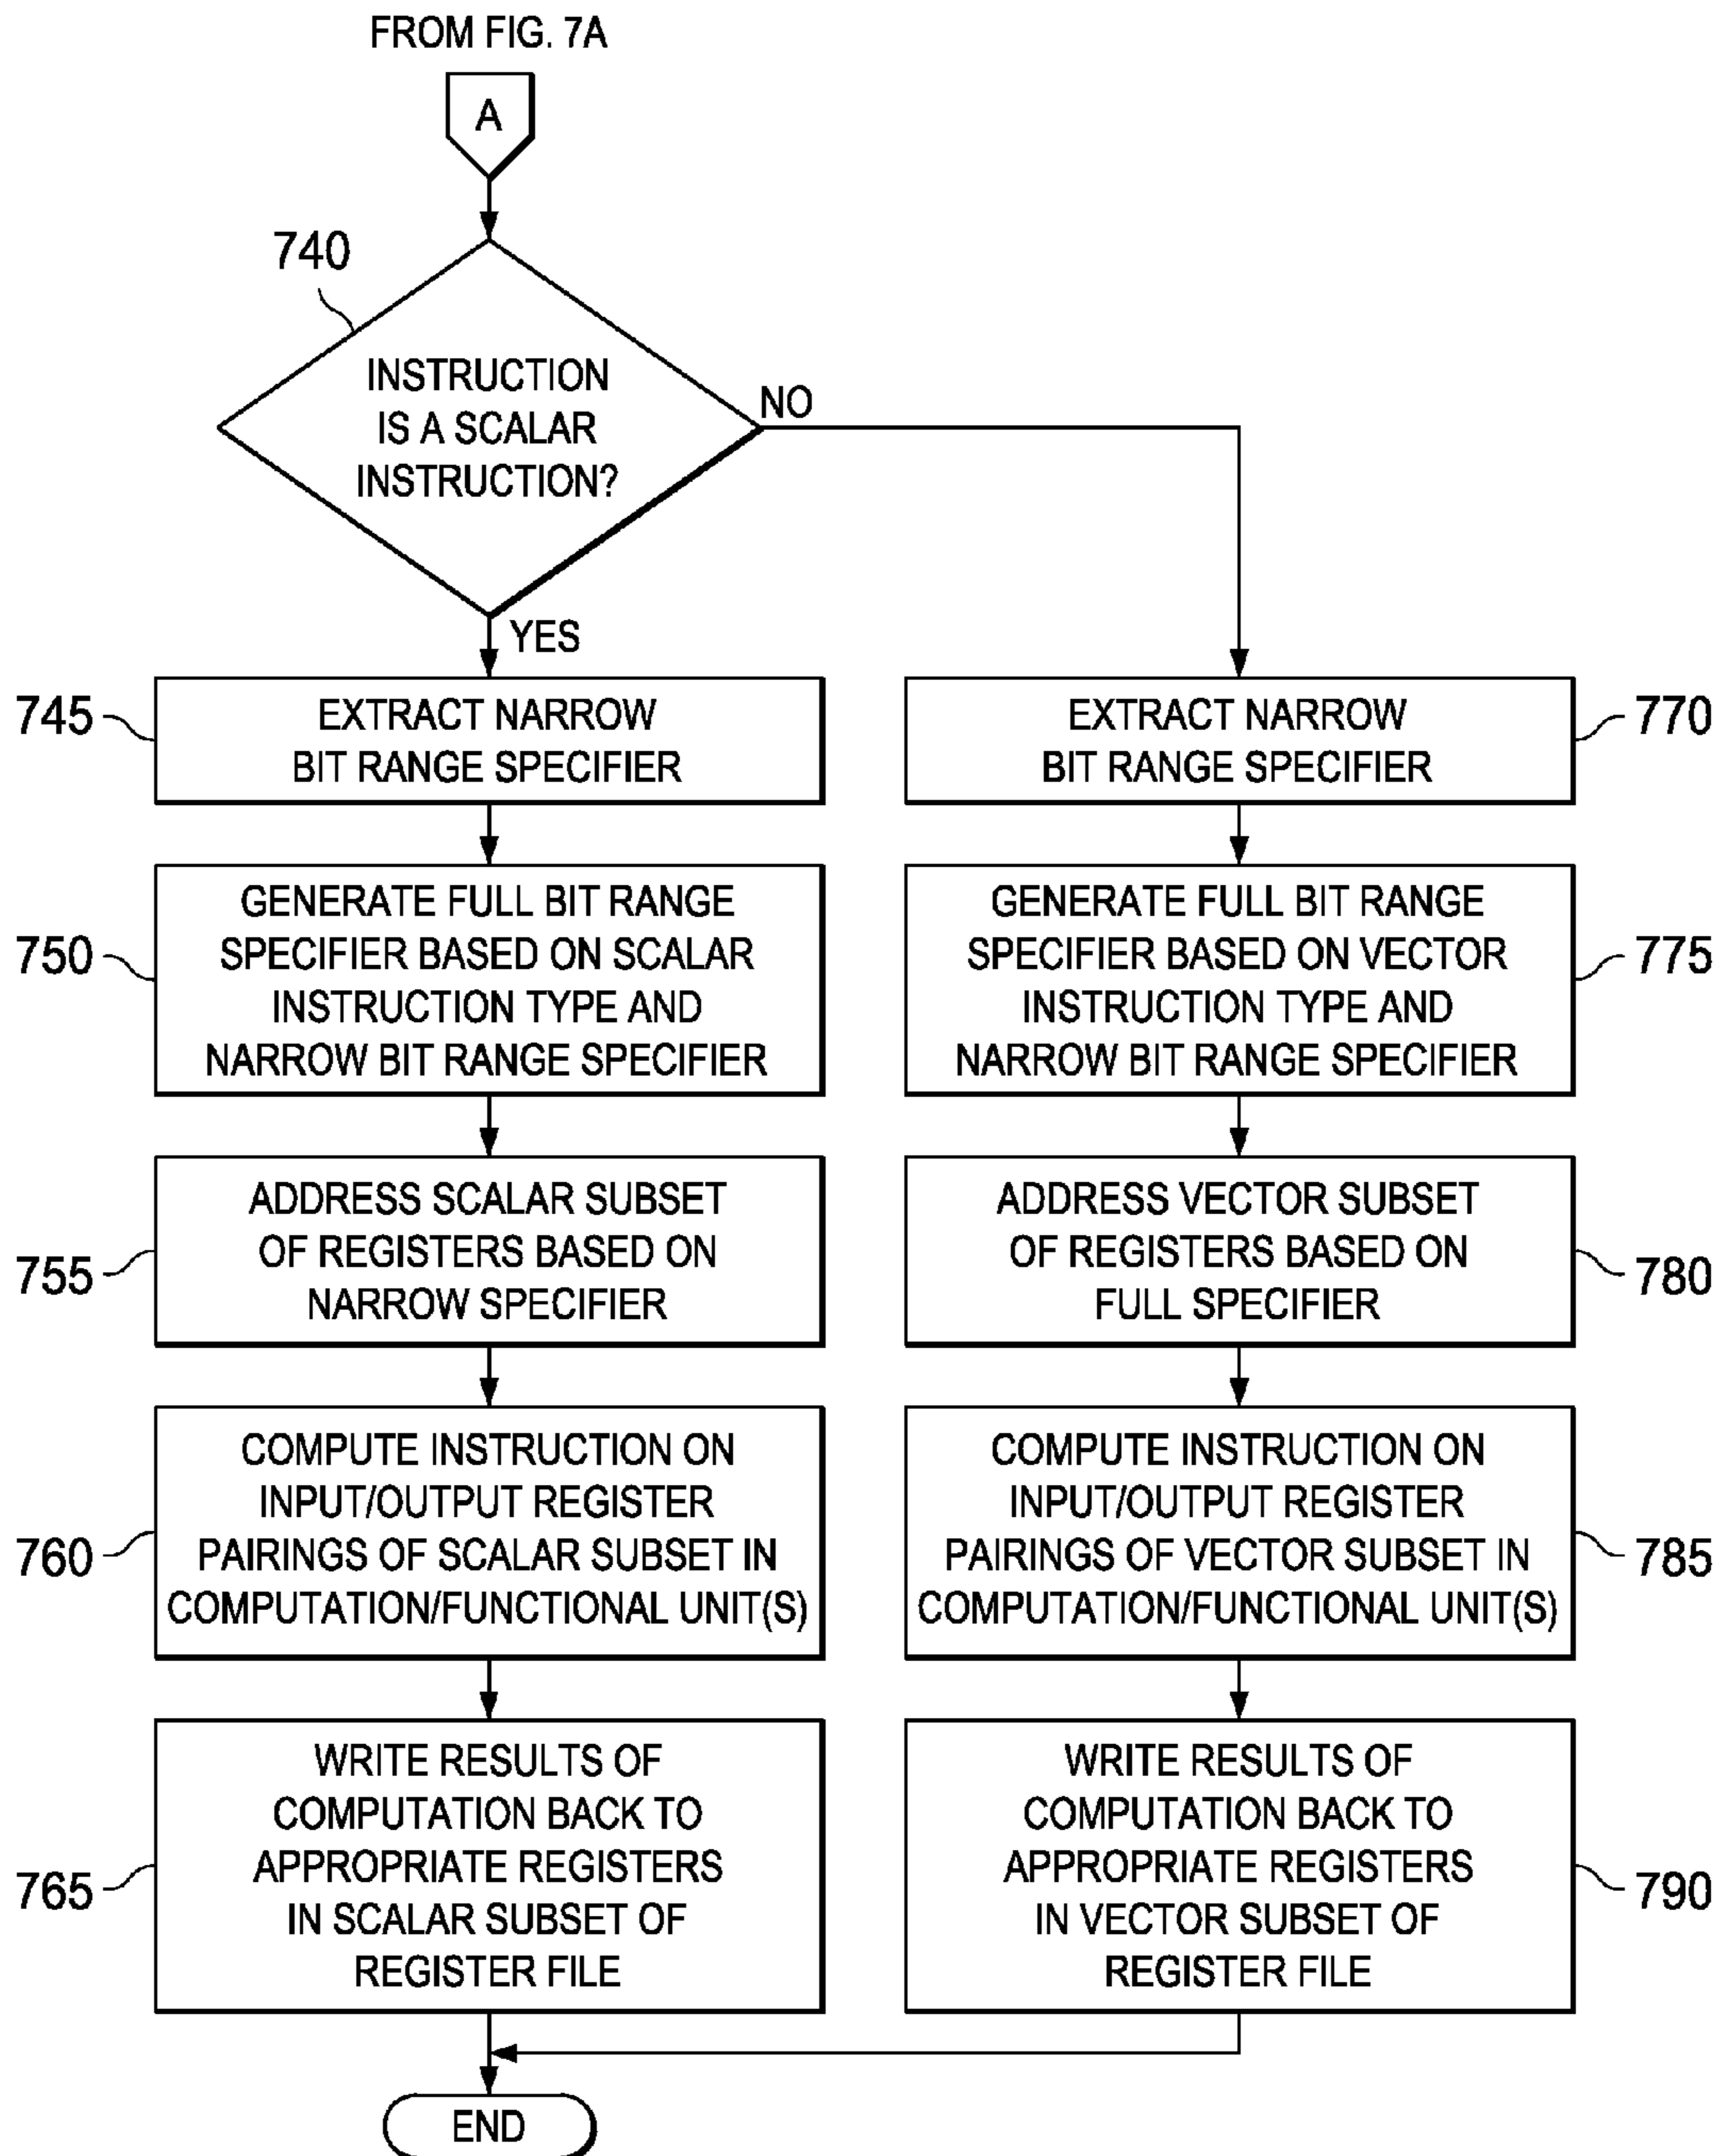 FROM FIG. 7A
A
740
INSTRUCTION
IS A SCALAR
INSTRUCTION?
NO
YES
745
EXTRACT NARROW
BIT RANGE SPECIFIER
EXTRACT NARROW
BIT RANGE SPECIFIER
770
750
GENERATE FULL BIT RANGE
SPECIFIER BASED ON SCALAR
INSTRUCTION TYPE AND
NARROW BIT RANGE SPECIFIER
GENERATE FULL BIT RANGE
SPECIFIER BASED ON VECTOR
INSTRUCTION TYPE AND
NARROW BIT RANGE SPECIFIER
775
755
ADDRESS SCALAR SUBSET
OF REGISTERS BASED ON
NARROW SPECIFIER
ADDRESS VECTOR SUBSET
OF REGISTERS BASED ON
FULL SPECIFIER
780
760
COMPUTE INSTRUCTION ON
INPUT/OUTPUT REGISTER
PAIRINGS OF SCALAR SUBSET IN
COMPUTATION/FUNCTIONAL UNIT(S)
COMPUTE INSTRUCTION ON
INPUT/OUTPUT REGISTER
PAIRINGS OF VECTOR SUBSET IN
COMPUTATION/FUNCTIONAL UNIT(S)
785
765
WRITE RESULTS OF
COMPUTATION BACK TO
APPROPRIATE REGISTERS
IN SCALAR SUBSET OF
REGISTER FILE
WRITE RESULTS OF
COMPUTATION BACK TO
APPROPRIATE REGISTERS
IN VECTOR SUBSET OF
REGISTER FILE
790
END